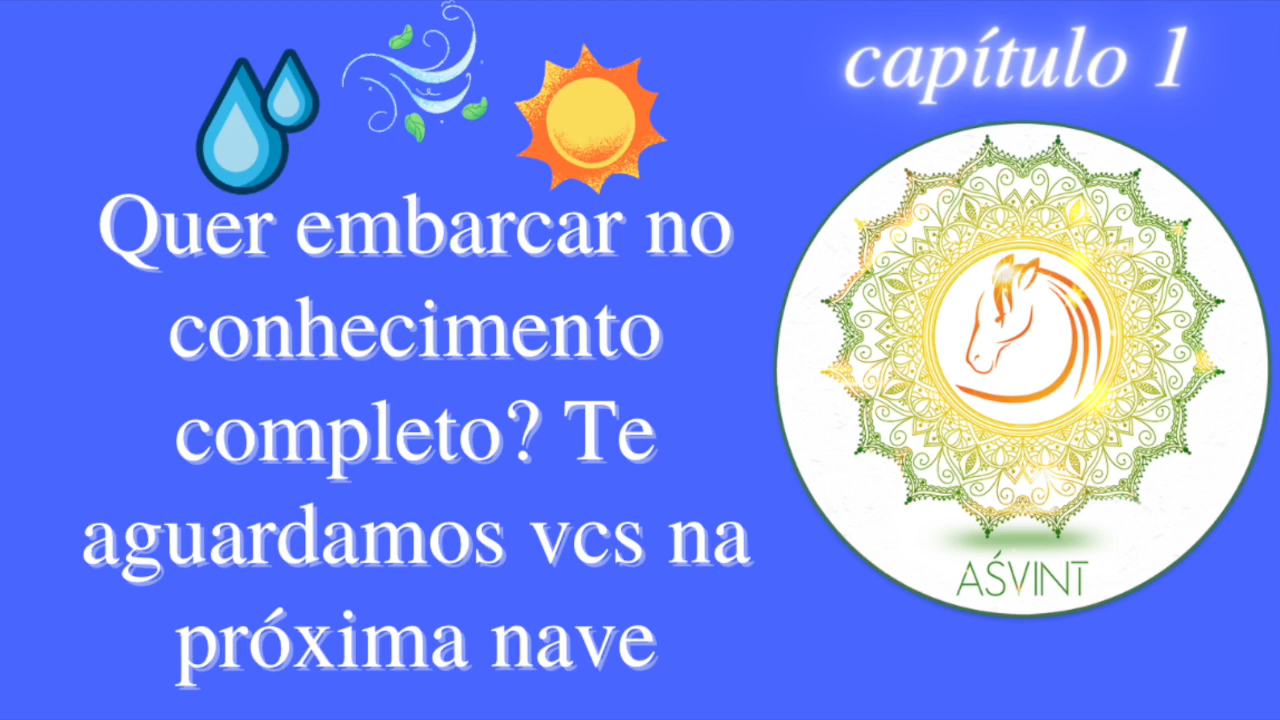 capítulo 1
Quer embarcar no
conhecimento
completo? Te
aguardamos vcs na
próxima nave
AŚVINT